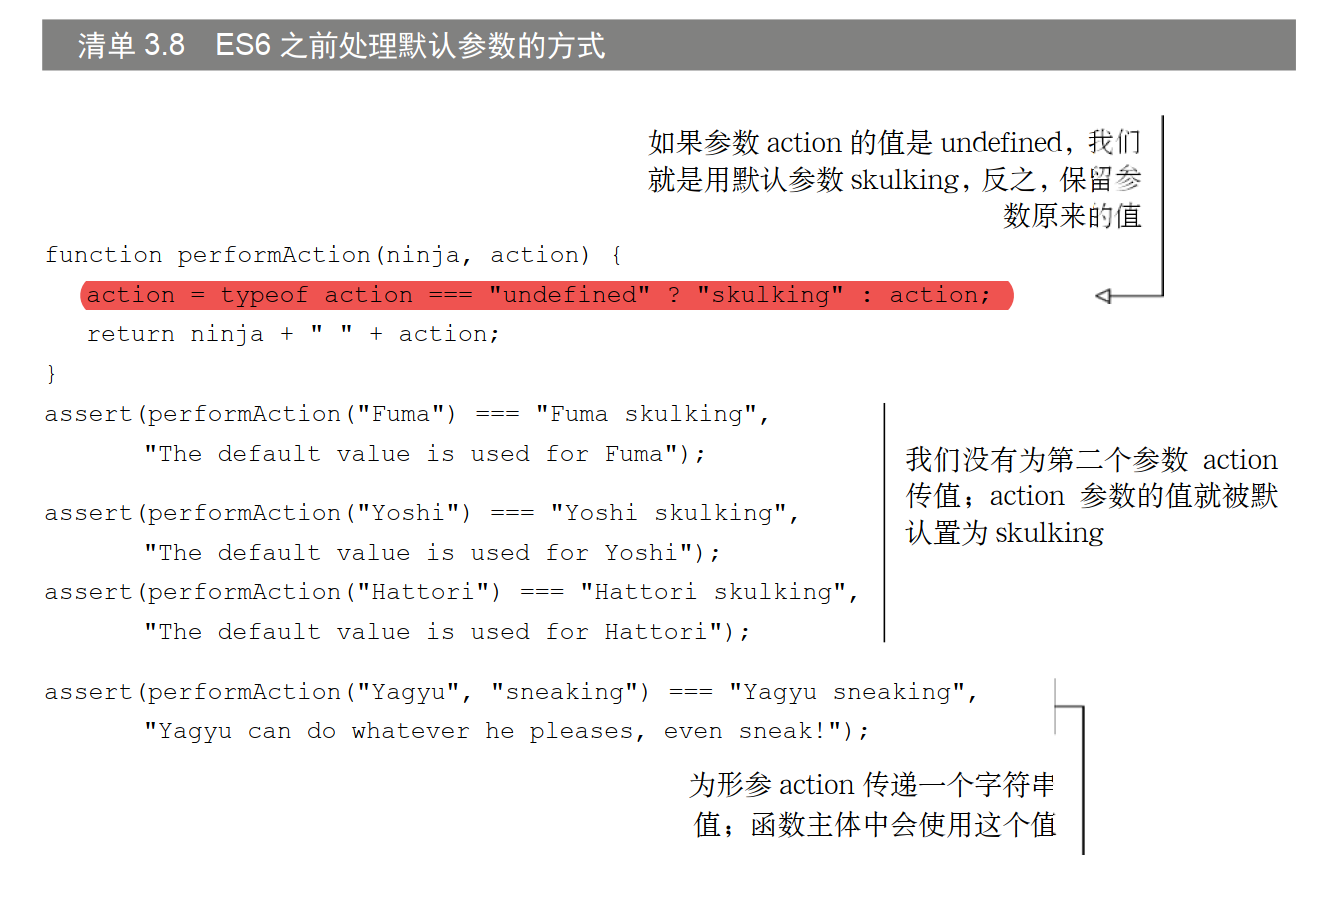 清单 3.8 ES6 之前处理默认参数的方式
如果参数 action 的值是 undefined，我们
就是用默认参数 skulking，反之，保留参
数原来的值
function performAction(ninja, action) {
action = typeof action === "undefined" ? "skulking" : action;
return ninja + " " + action;
}
assert(performAction("Fuma") === "Fuma skulking",
"The default value is used for Fuma");
assert(performAction("Yoshi") === "Yoshi skulking",
"The default value is used for Yoshi");
assert(performAction("Hattori") === "Hattori skulking",
"The default value is used for Hattori");
我们没有为第二个参数 action
传值；action 参数的值就被默
认置为 skulking
assert(performAction("Yagyu", "sneaking") === "Yagyu sneaking",
"Yagyu can do whatever he pleases, even sneak!");
为形参 action 传递一个字符串
值；函数主体中会使用这个值